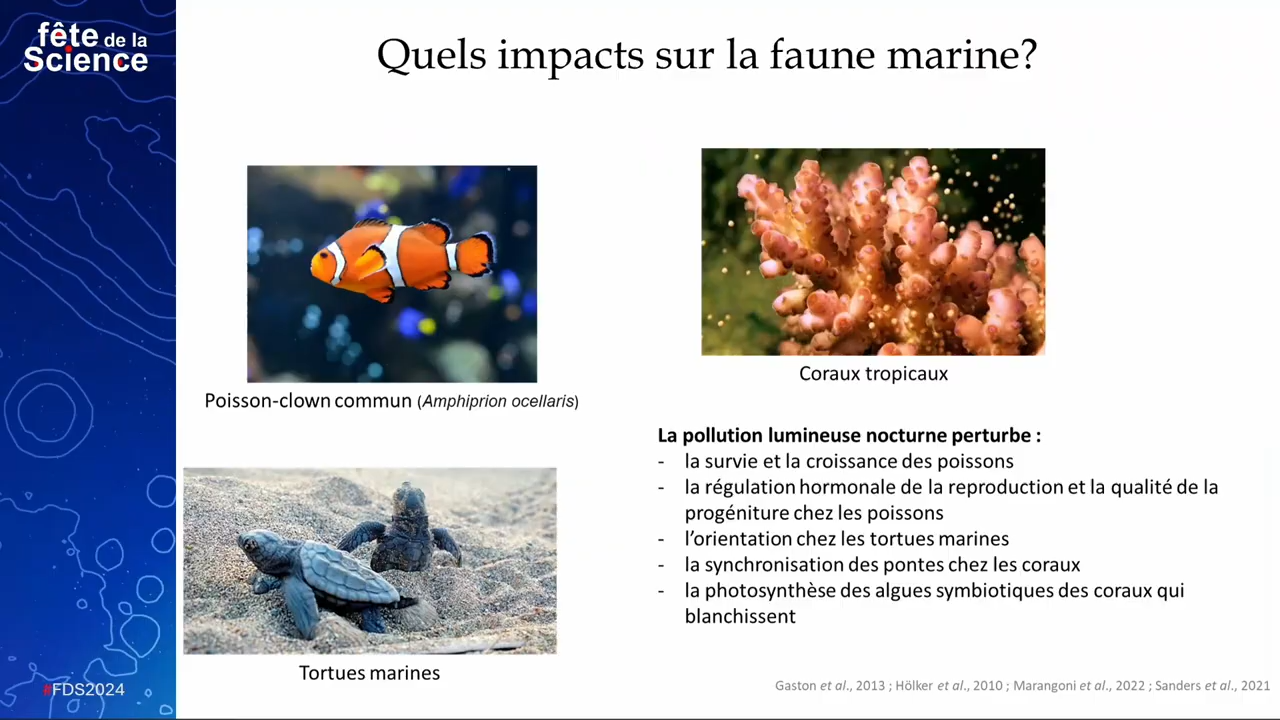 fête de la
Science
Quels impacts sur la faune marine?
Poisson-clown commun (Amphiprion ocellaris)
Coraux tropicaux
La pollution lumineuse nocturne perturbe :
- la survie et la croissance des poissons
- la régulation hormonale de la reproduction et la qualité de la
progéniture chez les poissons
- l’orientation chez les tortues marines
- la synchronisation des pontes chez les coraux
- la photosynthèse des algues symbiotiques des coraux qui
blanchissent
Tortues marines
#FDS2024
Gaston et al., 2013 ; Hölker et al., 2010 ; Marangoni et al., 2022 ; Sanders et al., 2021